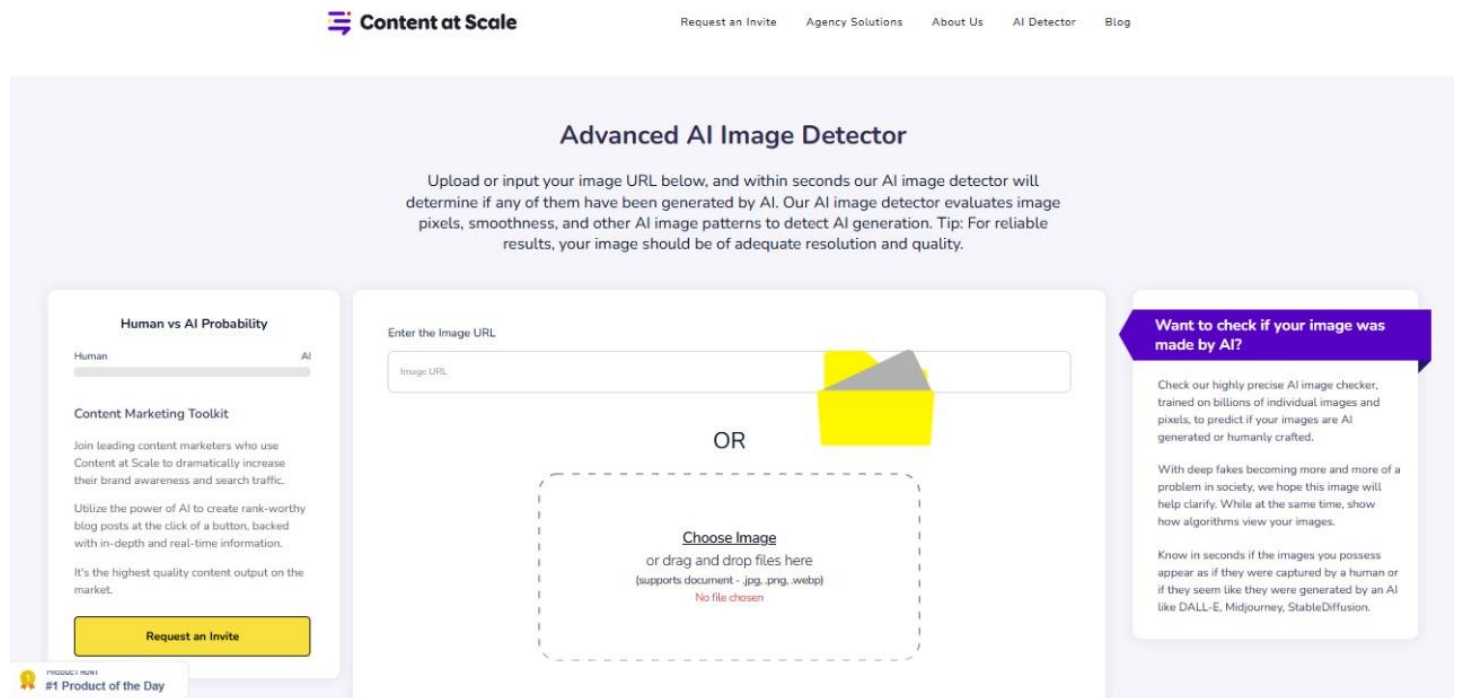 Content at Scale
Request an Invite Agency Solutions About Us AI Detector Blog
Advanced AI Image Detector
Upload or input your image URL below, and within seconds our AI image detector will
determine if any of them have been generated by AI. Our AI image detector evaluates image
pixels, smoothness, and other AI image patterns to detect AI generation. Tip: For reliable
results, your image should be of adequate resolution and quality.
Human vs AI Probability
Human AI
Content Marketing Toolkit
Join leading content marketers who use
Content at Scale to dramatically increase
their brand awareness and search traffic.
Utilize the power of AI to create rank-worthy
blog posts at the click of a button, backed
with in-depth and real-time information.
It's the highest quality content output on the
market.
Request an Invite
PRODUCT HUNT
#1 Product of the Day
Enter the Image URL
Image URL
OR
Choose Image
or drag and drop files here
(supports document - .jpg, .png, .webp)
No file chosen
Want to check if your image was
made by AI?
Check our highly precise AI image checker,
trained on billions of individual images and
pixels, to predict if your images are AI
generated or humanly crafted.
With deep fakes becoming more and more of a
problem in society, we hope this image will
help clarify. While at the same time, show
how algorithms view your images.
Know in seconds if the images you possess
appear as if they were captured by a human or
if they seem like they were generated by an AI
like DALL-E, Midjourney, StableDiffusion.